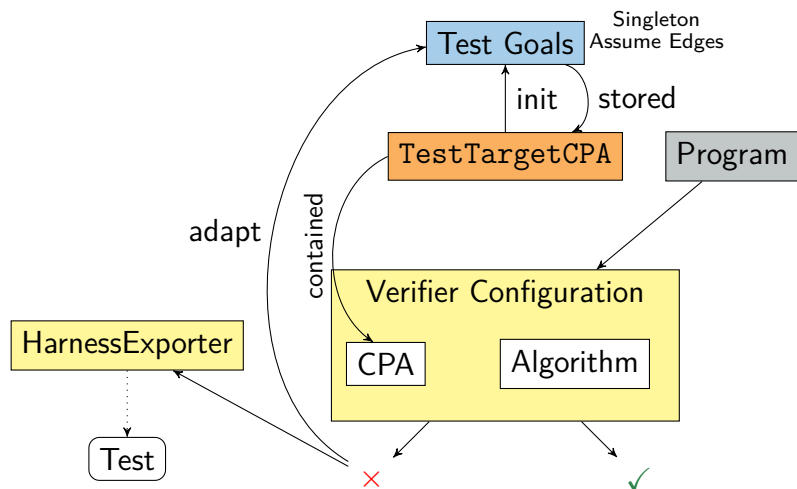 Singleton
Assume Edges
Test Goals
init
stored
TestTargetCPA
Program
adapt
contained
Verifier Configuration
HarnessExporter
CPA
Algorithm
Test